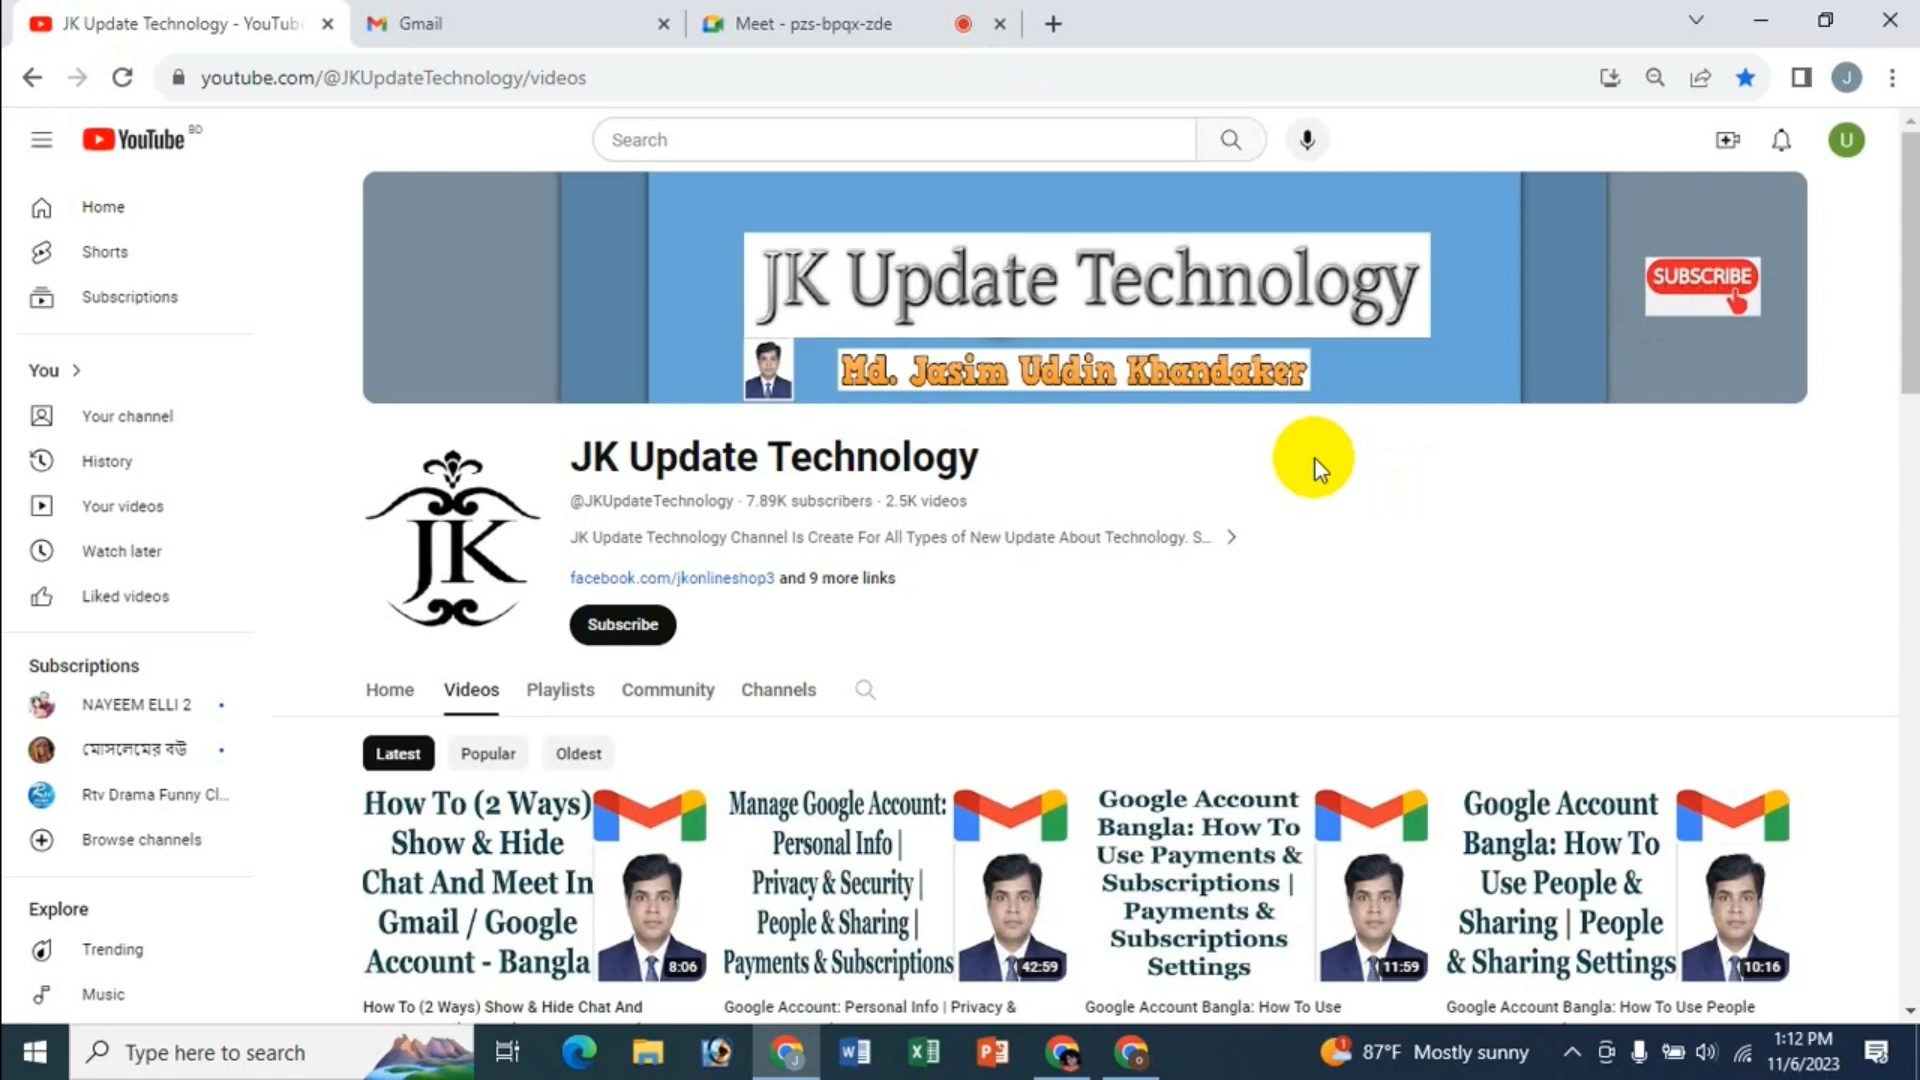 JK Update Technology - YouTube
Gmail
Meet - pzs-bpqx-zde
youtube.com/@JKUpdateTechnology/videos
J
YouTube BD
Search
U
Home
Shorts
Subscriptions
You
Your channel
History
Your videos
Watch later
Liked videos
Subscriptions
NAYEEM ELLI 2
মোসলেমের বউ
Rtv Drama Funny Cl...
Browse channels
Explore
Trending
Music
JK Update Technology
SUBSCRIBE
Md. Jasim Uddin Khandaker
JK
JK Update Technology
@JKUpdateTechnology · 7.89K subscribers · 2.5K videos
JK Update Technology Channel Is Create For All Types of New Update About Technology. S...
facebook.com/jkonlineshop3 and 9 more links
Subscribe
Home Videos Playlists Community Channels
Latest Popular Oldest
How To (2 Ways)
Show & Hide
Chat And Meet In
Gmail / Google
Account - Bangla
8:06
How To (2 Ways) Show & Hide Chat And
Manage Google Account:
Personal Info |
Privacy & Security |
People & Sharing |
Payments & Subscriptions
42:59
Google Account: Personal Info | Privacy &
Google Account
Bangla: How To
Use Payments &
Subscriptions |
Payments &
Subscriptions
Settings
11:59
Google Account Bangla: How To Use
Google Account
Bangla: How To
Use People &
Sharing | People
& Sharing Settings
10:16
Google Account Bangla: How To Use People
Type here to search
87°F Mostly sunny
1:12 PM
11/6/2023